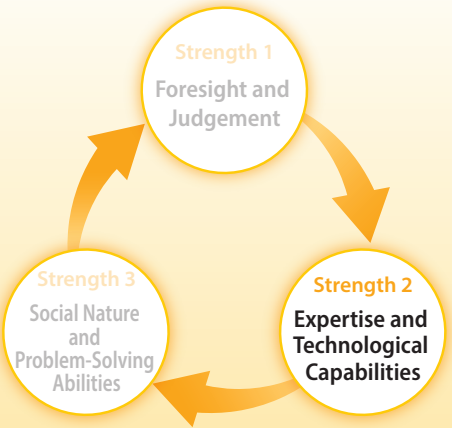 Strength 1
Foresight and
Judgement
Strength 2
Expertise and
Technological
Capabilities
Strength 3
Social Nature
and
Problem-Solving
Abilities